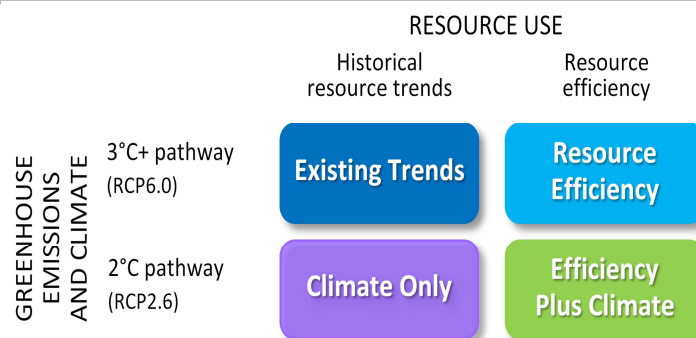 RESOURCE USE
Historical
resource trends
Resource
efficiency
GREENHOUSE
EMISSIONS
AND CLIMATE
3°C+ pathway
(RCP6.0)
Existing Trends
Resource
Efficiency
2°C pathway
(RCP2.6)
Climate Only
Efficiency
Plus Climate